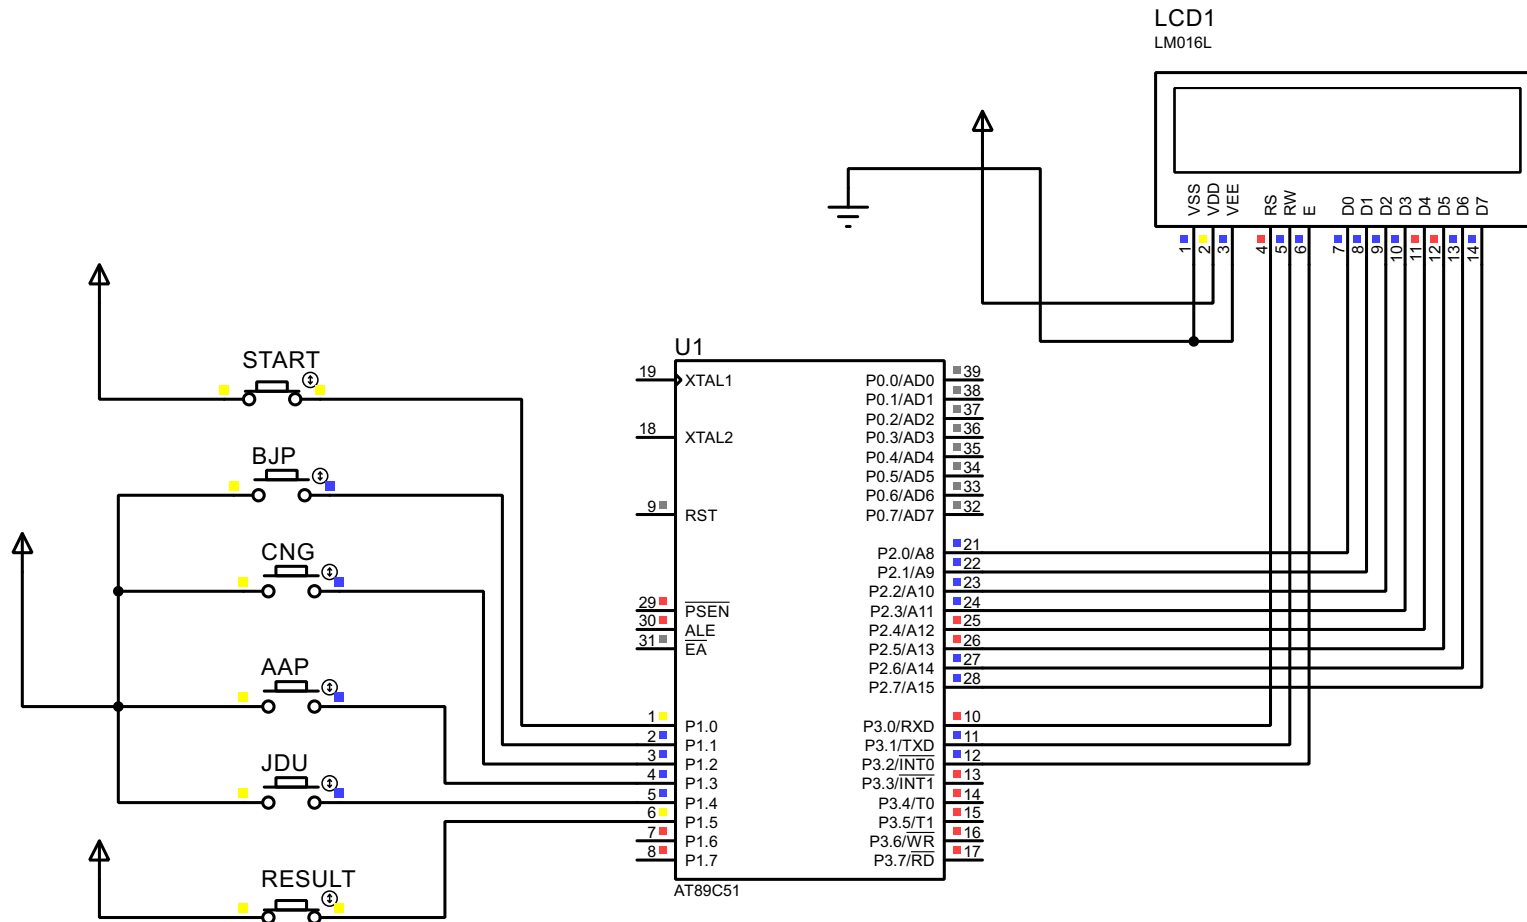 LCD1
LM016L
VSS
VDD
VEE
RS
RW
E
D0
D1
D2
D3
D4
D5
D6
D7
1
2
3
4
5
6
7
8
9
10
11
12
13
14
START
BJP
CNG
AAP
JDU
RESULT
U1
19 XTAL1
18 XTAL2
9 RST
29 PSEN
30 ALE
31 EA
1 P1.0
2 P1.1
3 P1.2
4 P1.3
5 P1.4
6 P1.5
7 P1.6
8 P1.7
P0.0/AD0 39
P0.1/AD1 38
P0.2/AD2 37
P0.3/AD3 36
P0.4/AD4 35
P0.5/AD5 34
P0.6/AD6 33
P0.7/AD7 32
P2.0/A8 21
P2.1/A9 22
P2.2/A10 23
P2.3/A11 24
P2.4/A12 25
P2.5/A13 26
P2.6/A14 27
P2.7/A15 28
P3.0/RXD 10
P3.1/TXD 11
P3.2/INT0 12
P3.3/INT1 13
P3.4/T0 14
P3.5/T1 15
P3.6/WR 16
P3.7/RD 17
AT89C51